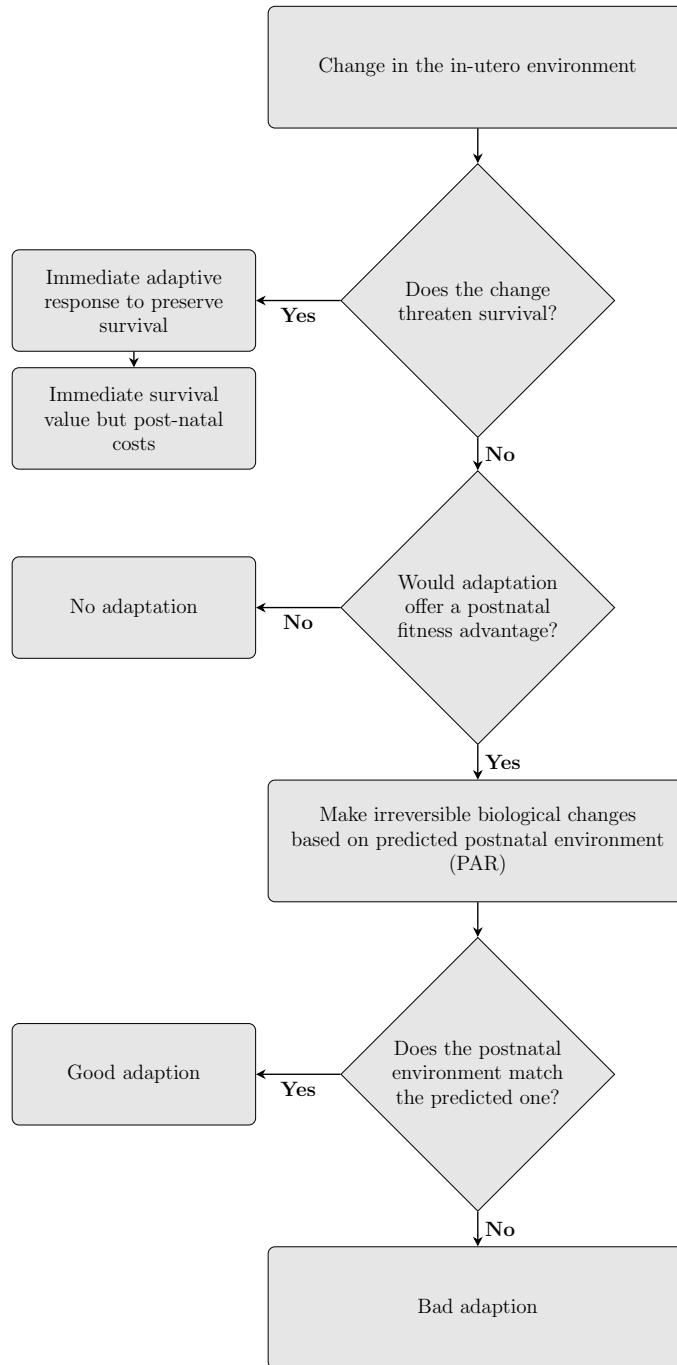 Change in the in-utero environment
Does the change
threaten survival?
Yes
Immediate adaptive
response to preserve
survival
Immediate survival
value but post-natal
costs
No
Would adaptation
offer a postnatal
fitness advantage?
No
No adaptation
Yes
Make irreversible biological changes
based on predicted postnatal environment
(PAR)
Does the postnatal
environment match
the predicted one?
Yes
Good adaption
No
Bad adaption